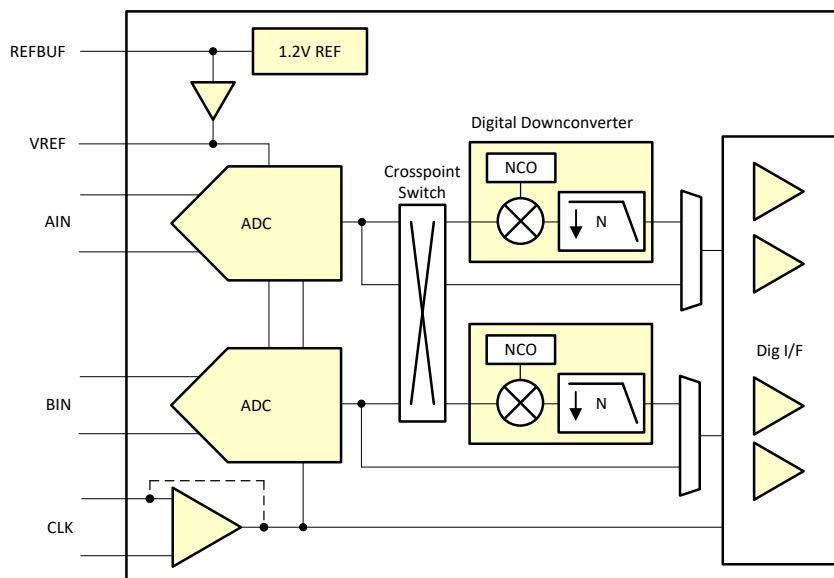 REFBUF
1.2V REF
VREF
Digital Downconverter
Crosspoint
Switch
NCO
AIN
ADC
N
NCO
Dig I/F
BIN
ADC
N
CLK